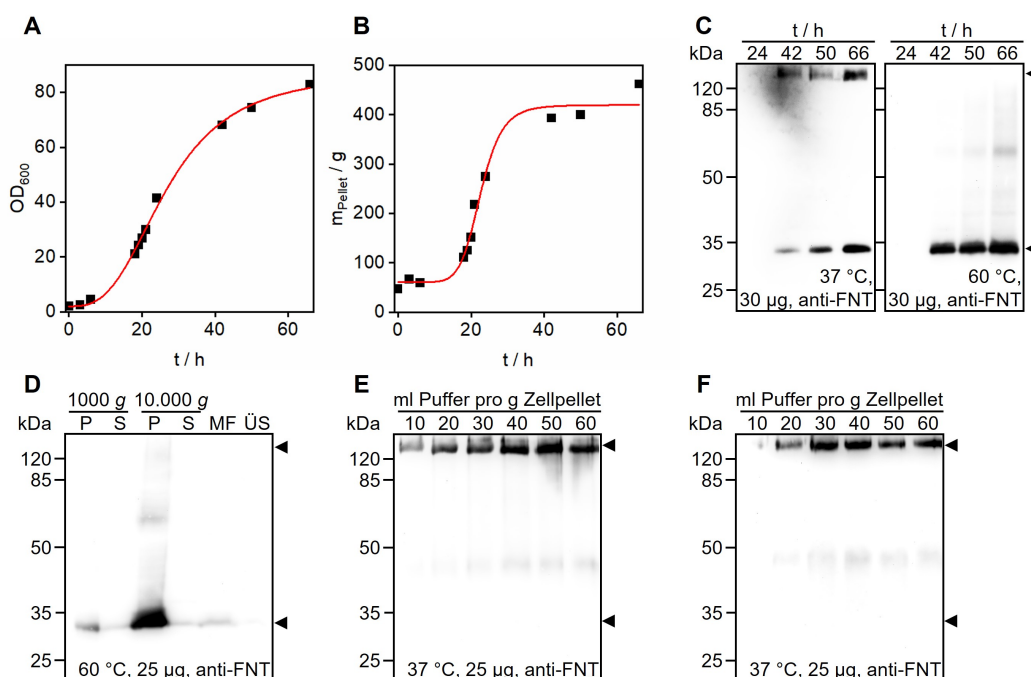 A
OD600
80
60
40
20
0
0 20 40 60
t / h
B
mPellet / g
500
400
300
200
100
0
0 20 40 60
t / h
C
t / h t / h
kDa 24 42 50 66 24 42 50 66
120
85
50
35
25
37 °C,
30 µg, anti-FNT
60 °C,
30 µg, anti-FNT
D
1000 g 10.000 g
kDa P S P S MF ÜS
120
85
50
35
25
60 °C, 25 µg, anti-FNT
E
ml Puffer pro g Zellpellet
kDa 10 20 30 40 50 60
120
85
50
35
25
37 °C, 25 µg, anti-FNT
F
ml Puffer pro g Zellpellet
kDa 10 20 30 40 50 60
120
85
50
35
25
37 °C, 25 µg, anti-FNT